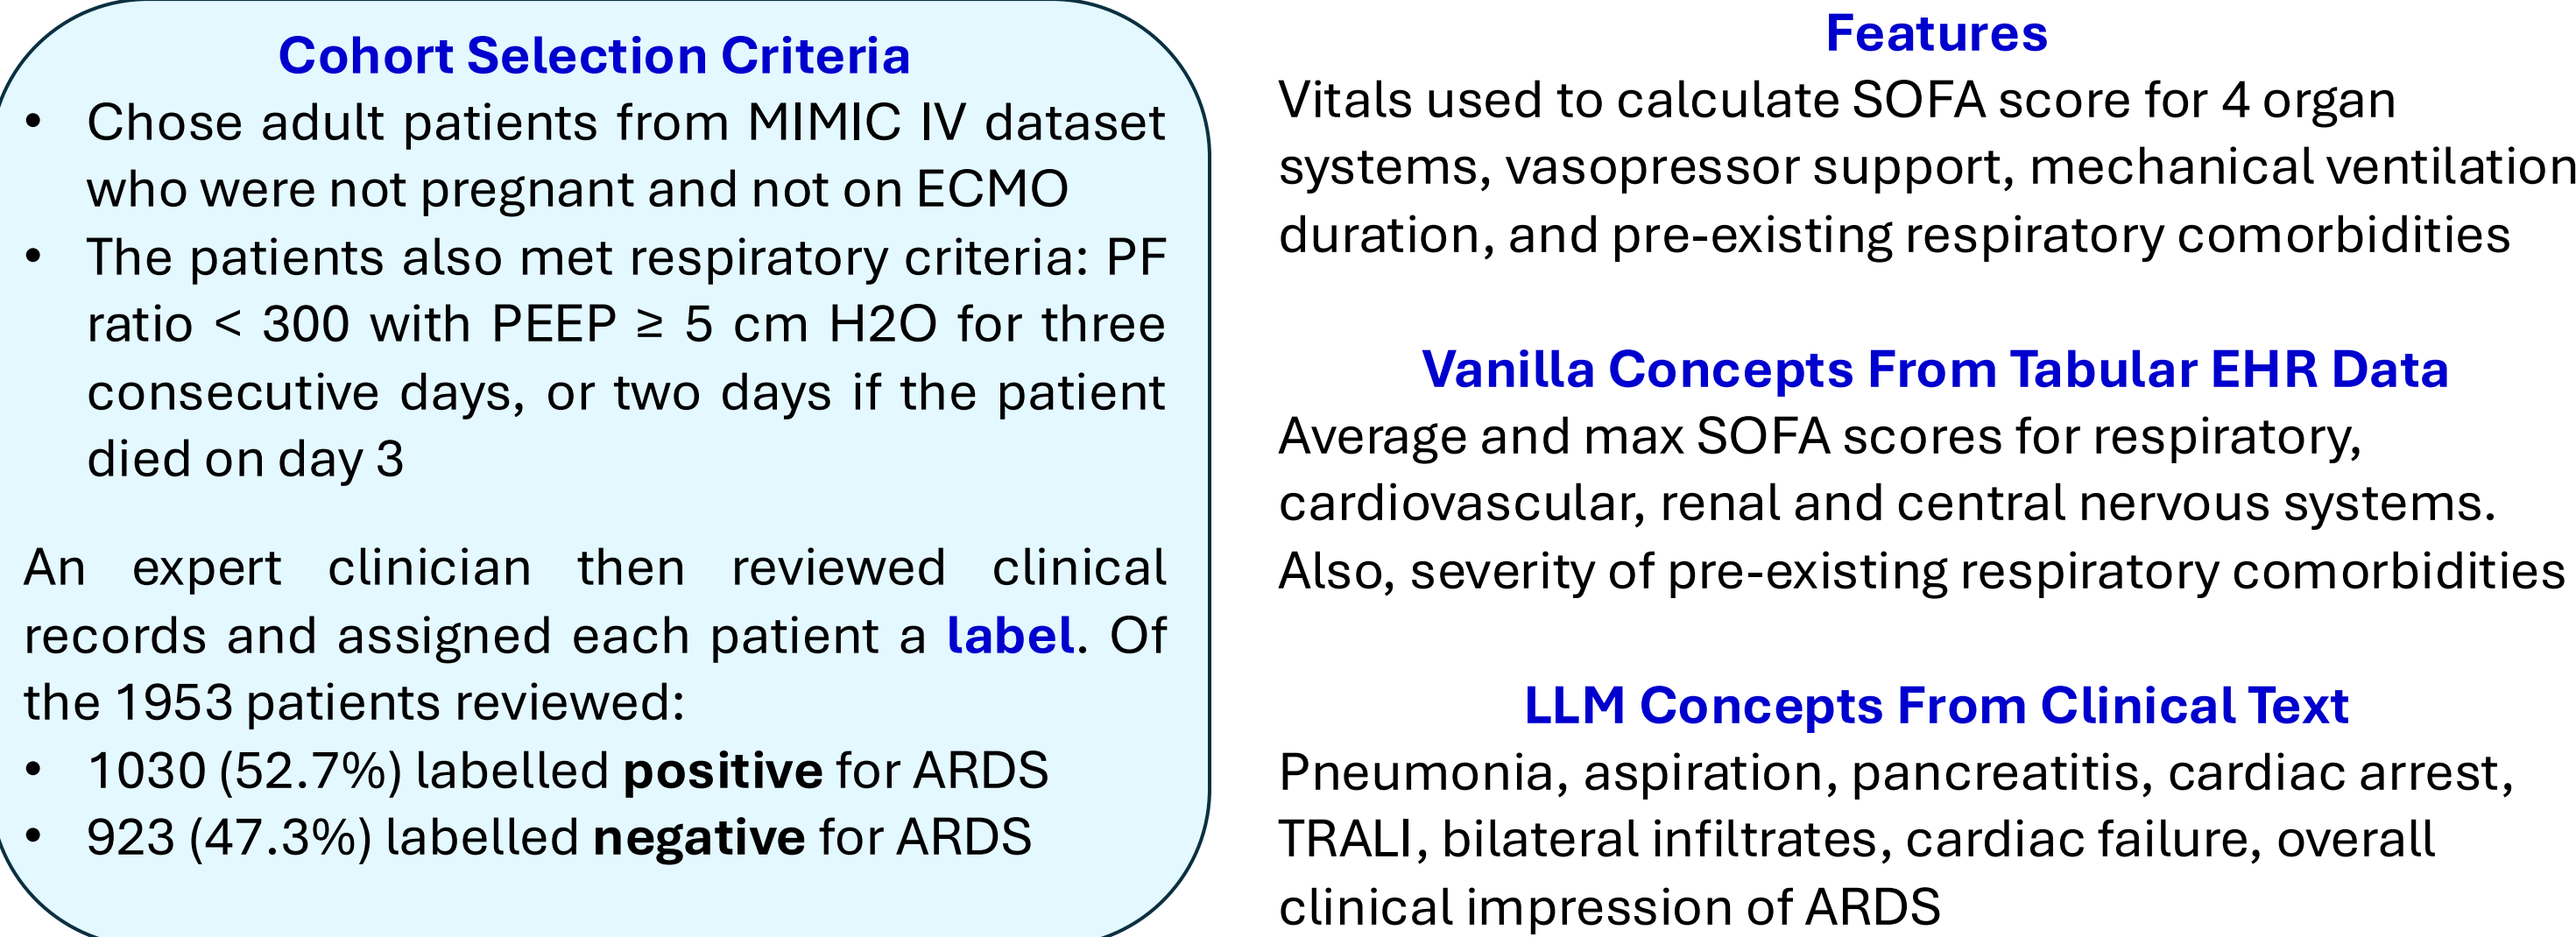 Cohort Selection Criteria
• Chose adult patients from MIMIC IV dataset
who were not pregnant and not on ECMO
• The patients also met respiratory criteria: PF
ratio < 300 with PEEP ≥ 5 cm H2O for three
consecutive days, or two days if the patient
died on day 3
An expert clinician then reviewed clinical
records and assigned each patient a label. Of
the 1953 patients reviewed:
• 1030 (52.7%) labelled positive for ARDS
• 923 (47.3%) labelled negative for ARDS
Features
Vitals used to calculate SOFA score for 4 organ
systems, vasopressor support, mechanical ventilation
duration, and pre-existing respiratory comorbidities
Vanilla Concepts From Tabular EHR Data
Average and max SOFA scores for respiratory,
cardiovascular, renal and central nervous systems.
Also, severity of pre-existing respiratory comorbidities
LLM Concepts From Clinical Text
Pneumonia, aspiration, pancreatitis, cardiac arrest,
TRALI, bilateral infiltrates, cardiac failure, overall
clinical impression of ARDS